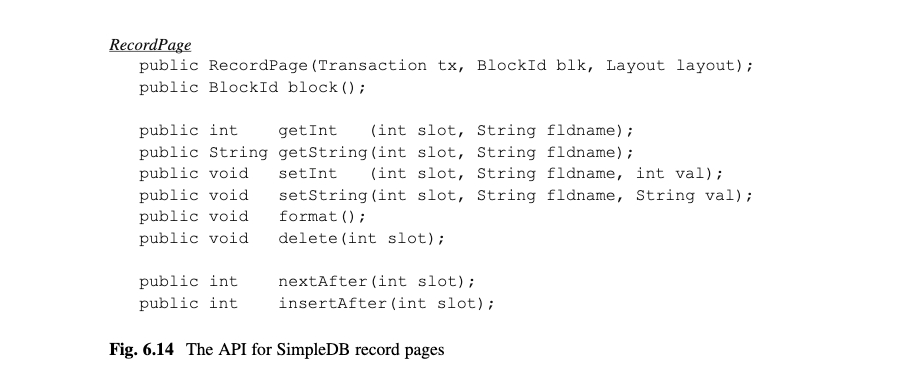 RecordPage
public RecordPage(Transaction tx, BlockId blk, Layout layout);
public BlockId block();
public int getInt (int slot, String fldname);
public String getString(int slot, String fldname);
public void setInt (int slot, String fldname, int val);
public void setString(int slot, String fldname, String val);
public void format();
public void delete(int slot);
public int nextAfter(int slot);
public int insertAfter(int slot);
Fig. 6.14 The API for SimpleDB record pages